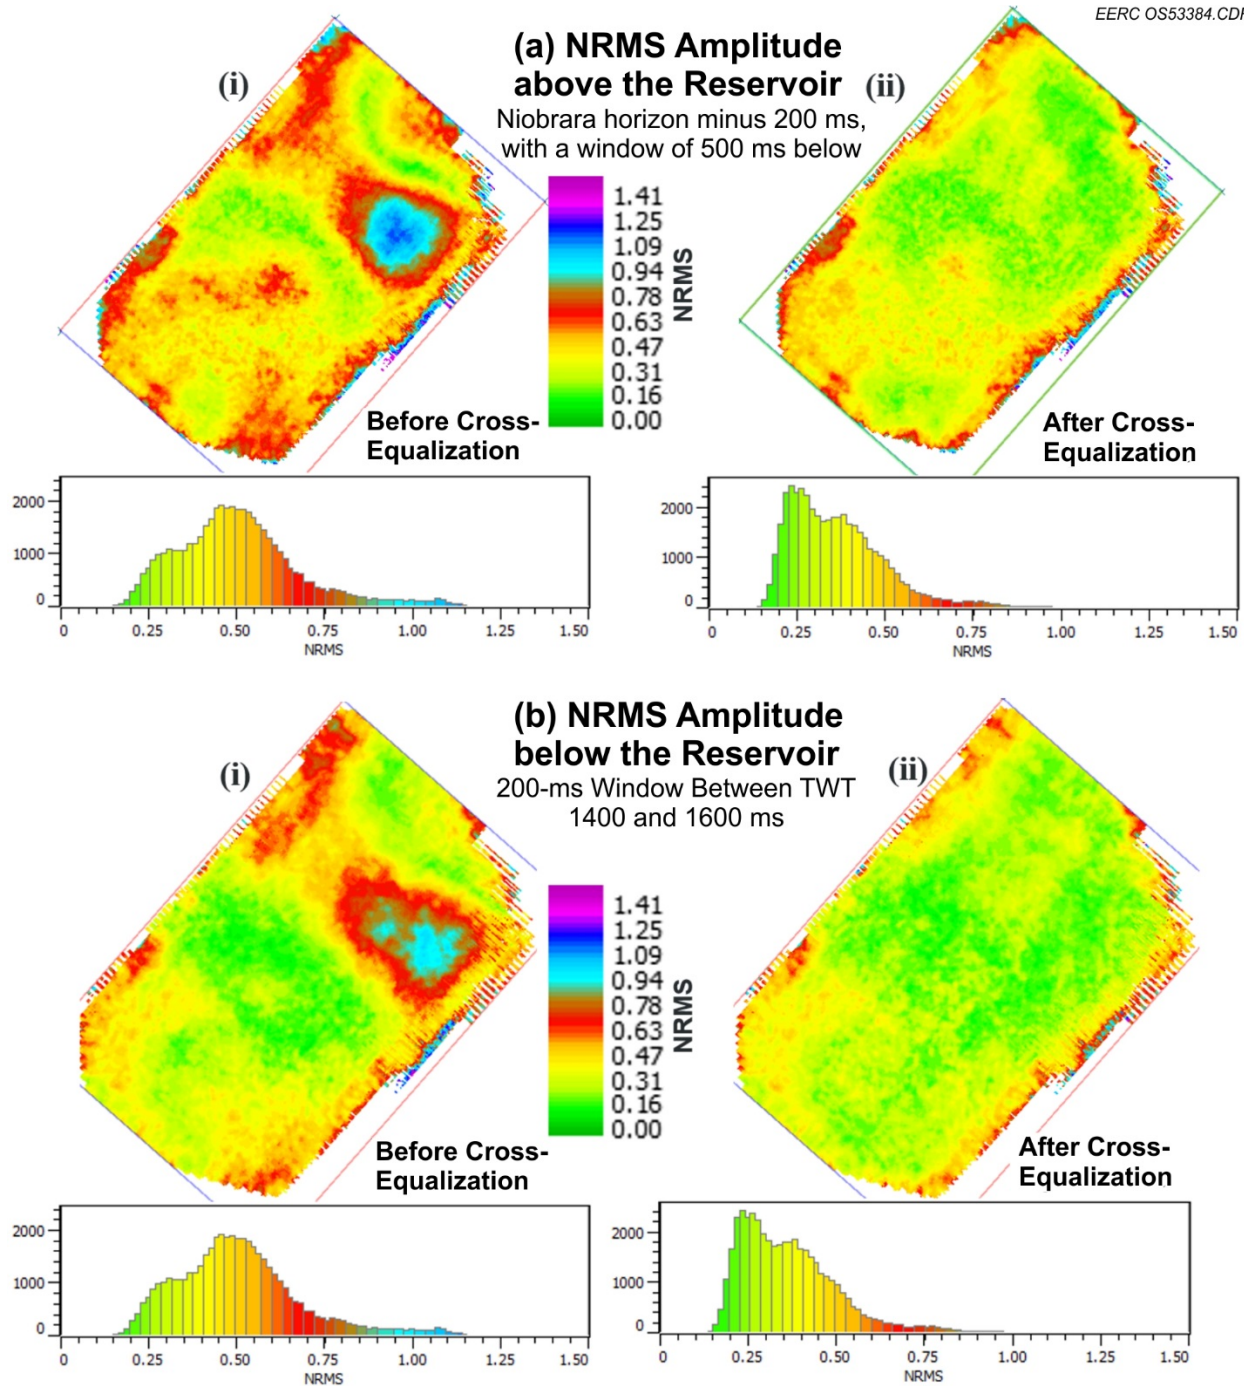 EERC OS53384.CDR
(a) NRMS Amplitude
above the Reservoir
Niobrara horizon minus 200 ms,
with a window of 500 ms below
(i)
(ii)
1.41
1.25
1.09
0.94
0.78
0.63
0.47
0.31
0.16
0.00
NRMS
Before Cross-
Equalization
After Cross-
Equalization
2000
1000
0
0 0.25 0.50 0.75 1.00 1.25 1.50
NRMS
2000
1000
0
0 0.25 0.50 0.75 1.00 1.25 1.50
NRMS
(b) NRMS Amplitude
below the Reservoir
200-ms Window Between TWT
1400 and 1600 ms
(i)
(ii)
1.41
1.25
1.09
0.94
0.78
0.63
0.47
0.31
0.16
0.00
NRMS
Before Cross-
Equalization
After Cross-
Equalization
2000
1000
0
0 0.25 0.50 0.75 1.00 1.25 1.50
NRMS
2000
1000
0
0 0.25 0.50 0.75 1.00 1.25 1.50
NRMS